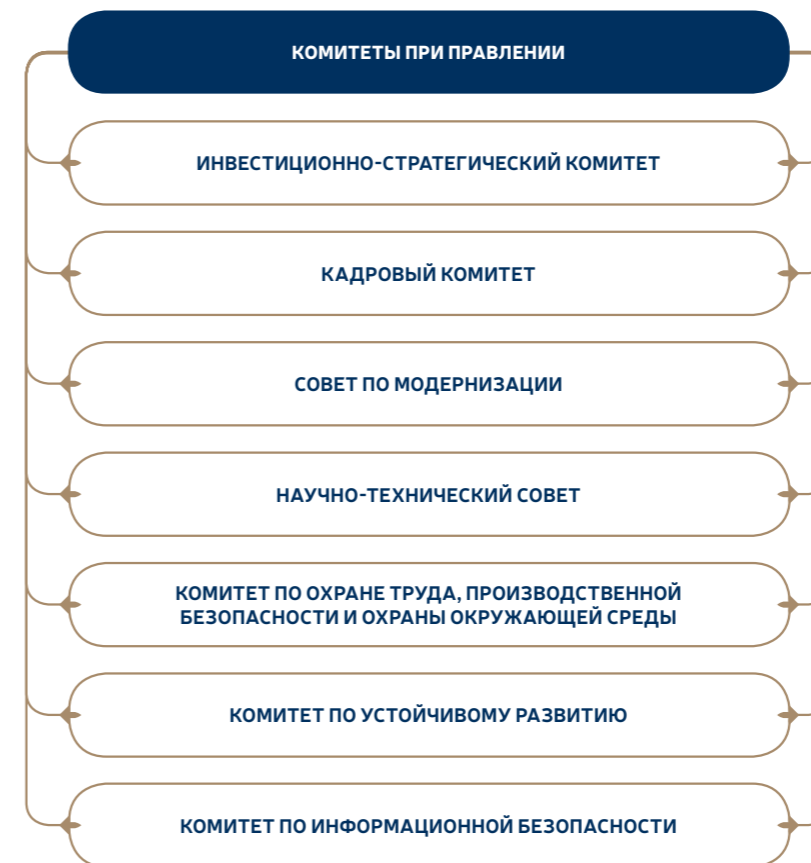 КОМИТЕТЫ ПРИ ПРАВЛЕНИИ
ИНВЕСТИЦИОННО-СТРАТЕГИЧЕСКИЙ КОМИТЕТ
КАДРОВЫЙ КОМИТЕТ
СОВЕТ ПО МОДЕРНИЗАЦИИ
НАУЧНО-ТЕХНИЧЕСКИЙ СОВЕТ
КОМИТЕТ ПО ОХРАНЕ ТРУДА, ПРОИЗВОДСТВЕННОЙ
БЕЗОПАСНОСТИ И ОХРАНЫ ОКРУЖАЮЩЕЙ СРЕДЫ
КОМИТЕТ ПО УСТОЙЧИВОМУ РАЗВИТИЮ
КОМИТЕТ ПО ИНФОРМАЦИОННОЙ БЕЗОПАСНОСТИ